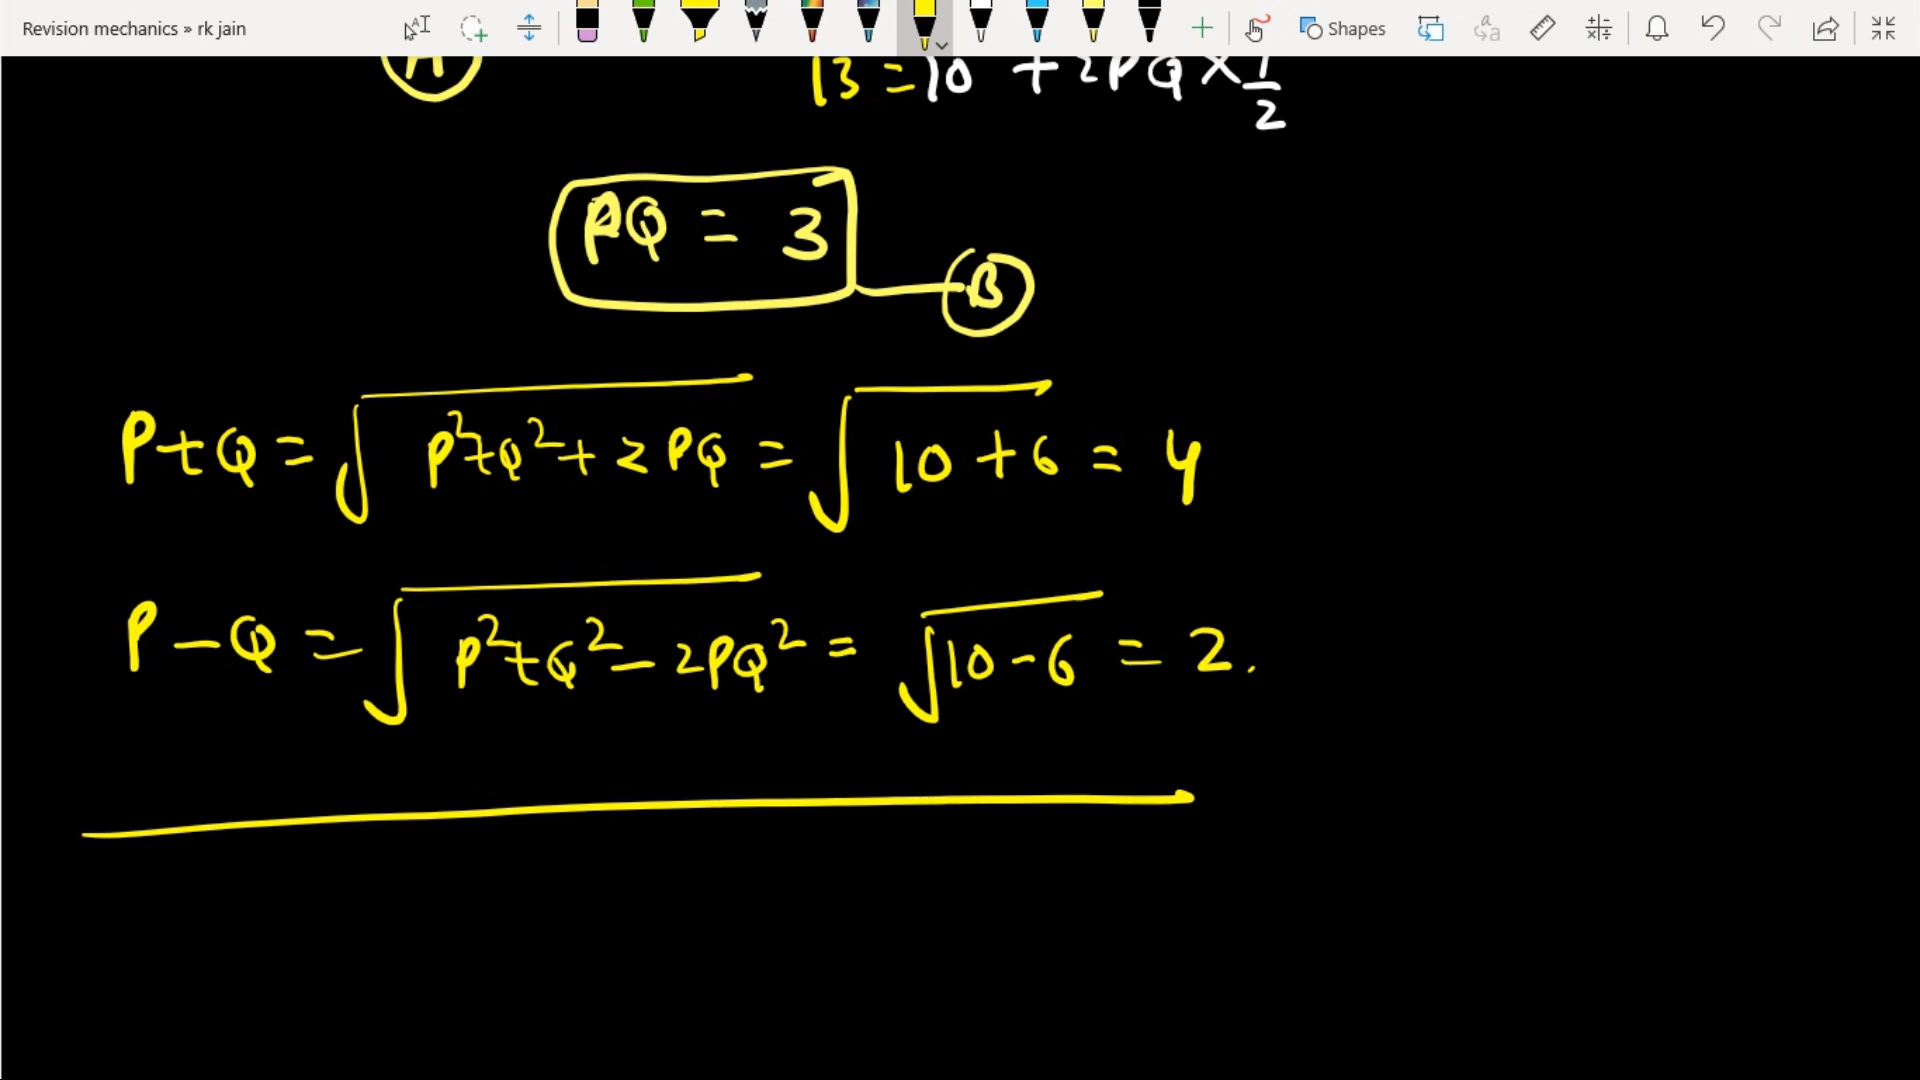 Revision mechanics » rk jain
Shapes
A
13 = 10 + 2PQ × 1/2
PQ = 3
B
P+Q = √(P²+Q²+2PQ) = √(10+6) = 4
P-Q = √(P²+Q²-2PQ²) = √(10-6) = 2.